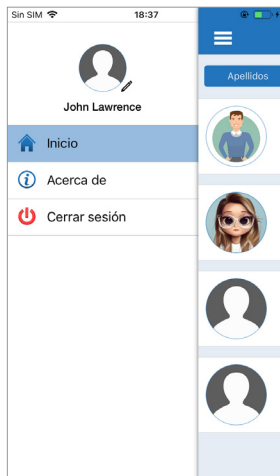 Sin SIM 18:37
Apellidos
John Lawrence
Inicio
Acerca de
Cerrar sesión